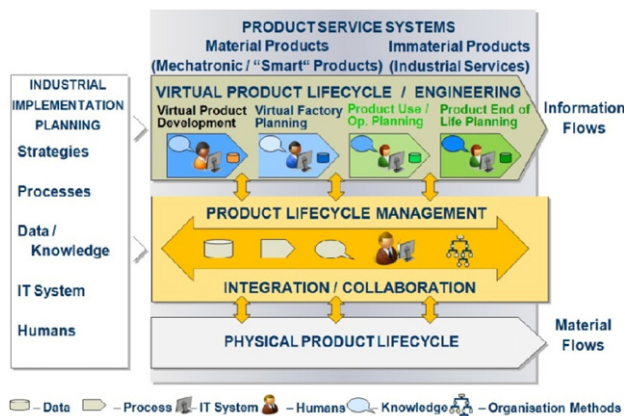 PRODUCT SERVICE SYSTEMS
Material Products
(Mechatronic / "Smart" Products)
Immaterial Products
(Industrial Services)
INDUSTRIAL
IMPLEMENTATION
PLANNING
Strategies
Processes
Data /
Knowledge
IT System
Humans
VIRTUAL PRODUCT LIFECYCLE / ENGINEERING
Virtual Product
Development
Virtual Factory
Planning
Product Use /
Op. Planning
Product End of
Life Planning
Information
Flows
PRODUCT LIFECYCLE MANAGEMENT
INTEGRATION / COLLABORATION
PHYSICAL PRODUCT LIFECYCLE
Material
Flows
– Data – Process – IT System – Humans – Knowledge – Organisation Methods